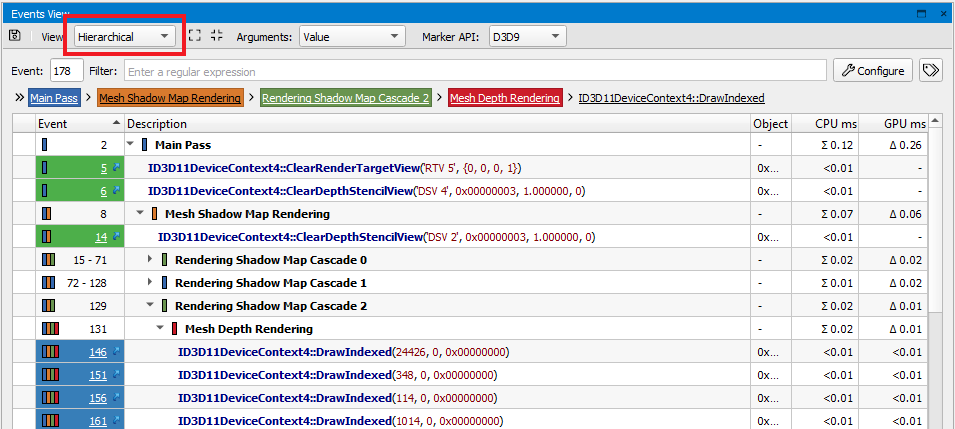 Events View
View: Hierarchical Arguments: Value Marker API: D3D9
Event: 178 Filter: Enter a regular expression Configure
» Main Pass > Mesh Shadow Map Rendering > Rendering Shadow Map Cascade 2 > Mesh Depth Rendering > ID3D11DeviceContext4::DrawIndexed
Event Description Object CPU ms GPU ms
2 Main Pass - Σ 0.12 Δ 0.26
5 ID3D11DeviceContext4::ClearRenderTargetView('RTV 5', {0, 0, 0, 1}) 0x... <0.01 -
6 ID3D11DeviceContext4::ClearDepthStencilView('DSV 4', 0x00000003, 1.000000, 0) 0x... <0.01 -
8 Mesh Shadow Map Rendering - Σ 0.07 Δ 0.06
14 ID3D11DeviceContext4::ClearDepthStencilView('DSV 2', 0x00000003, 1.000000, 0) 0x... <0.01 -
15 - 71 Rendering Shadow Map Cascade 0 - Σ 0.02 Δ 0.02
72 - 128 Rendering Shadow Map Cascade 1 - Σ 0.01 Δ 0.02
129 Rendering Shadow Map Cascade 2 - Σ 0.02 Δ 0.01
131 Mesh Depth Rendering - Σ 0.02 Δ 0.01
146 ID3D11DeviceContext4::DrawIndexed(24426, 0, 0x00000000) 0x... <0.01 <0.01
151 ID3D11DeviceContext4::DrawIndexed(348, 0, 0x00000000) 0x... <0.01 <0.01
156 ID3D11DeviceContext4::DrawIndexed(114, 0, 0x00000000) 0x... <0.01 <0.01
161 ID3D11DeviceContext4::DrawIndexed(1014, 0, 0x00000000) 0x... <0.01 <0.01